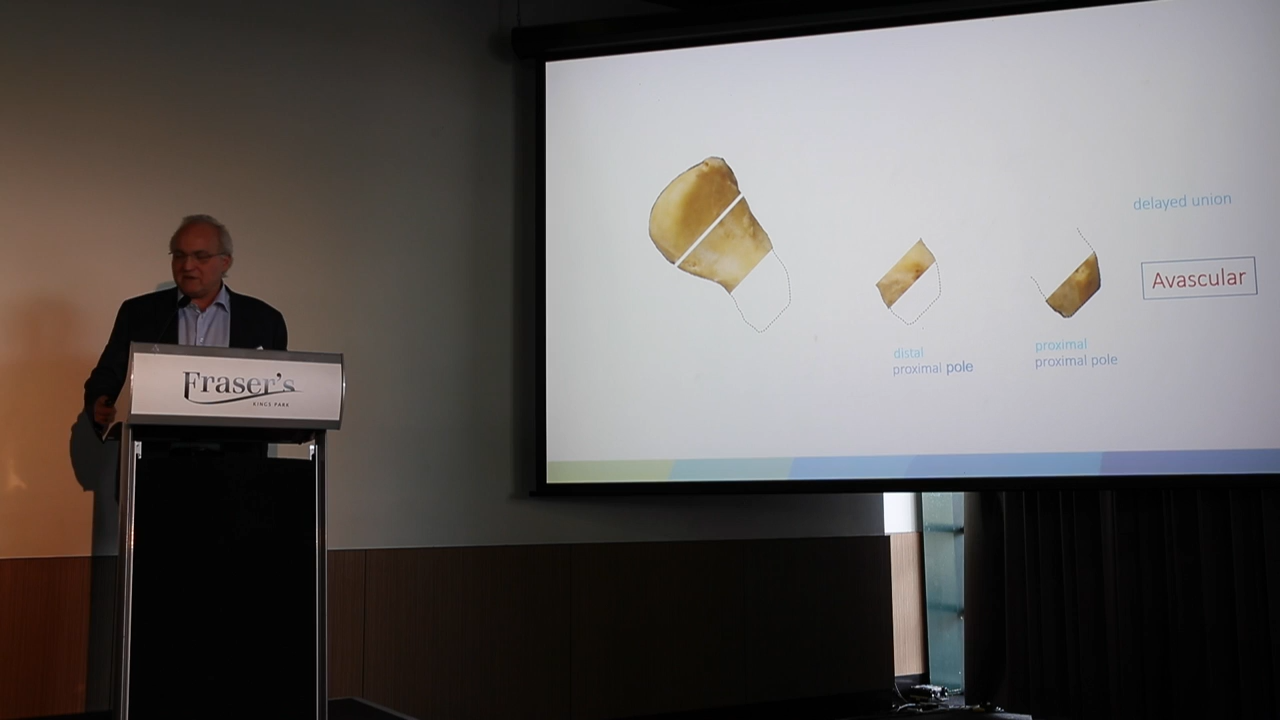 Fraser's
KINGS PARK
delayed union
Avascular
distal
proximal pole
proximal
proximal pole